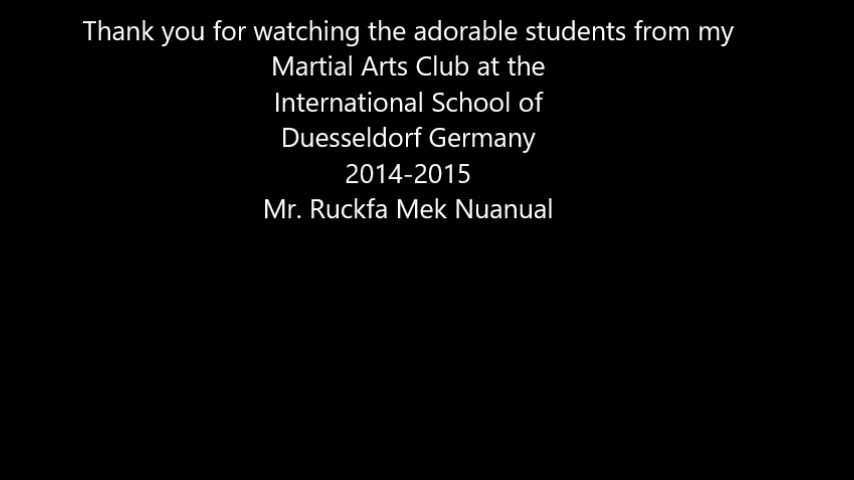 Thank you for watching the adorable students from my
Martial Arts Club at the
International School of
Duesseldorf Germany
2014-2015
Mr. Ruckfa Mek Nuanual